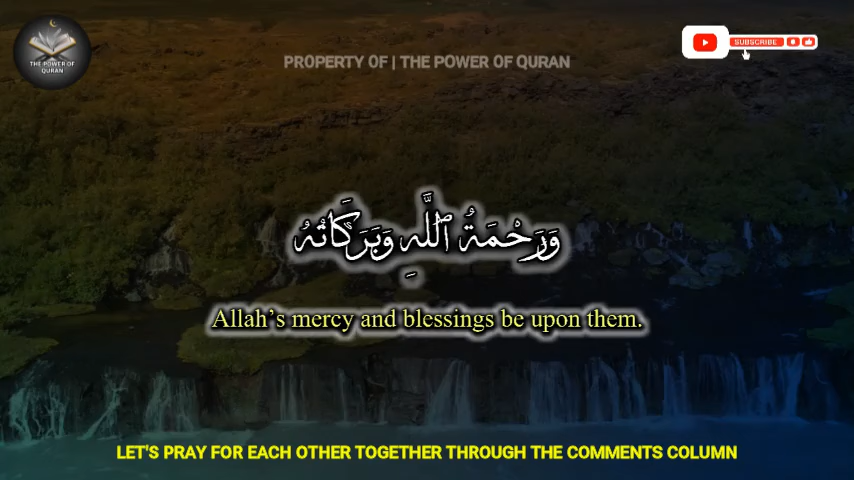 THE POWER OF
QURAN
PROPERTY OF | THE POWER OF QURAN
SUBSCRIBE
وَرَحْمَةُ ٱللَّهِ وَبَرَكَاتُهُ
Allah's mercy and blessings be upon them.
LET'S PRAY FOR EACH OTHER TOGETHER THROUGH THE COMMENTS COLUMN